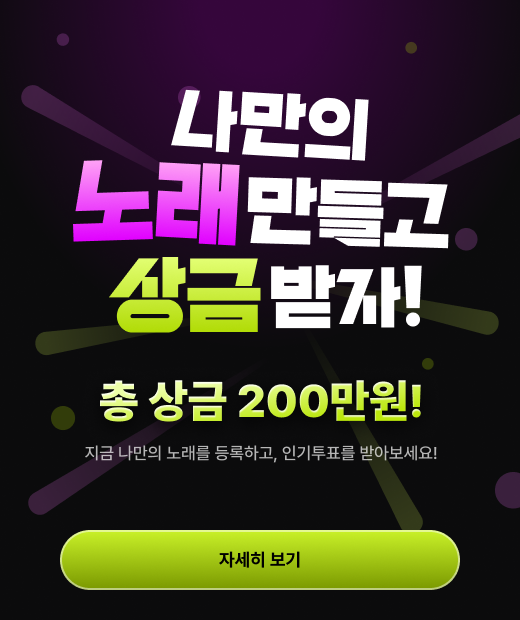 나만의
노래 만들고
상금 받자!
총 상금 200만원!
지금 나만의 노래를 등록하고, 인기투표를 받아보세요!
자세히 보기